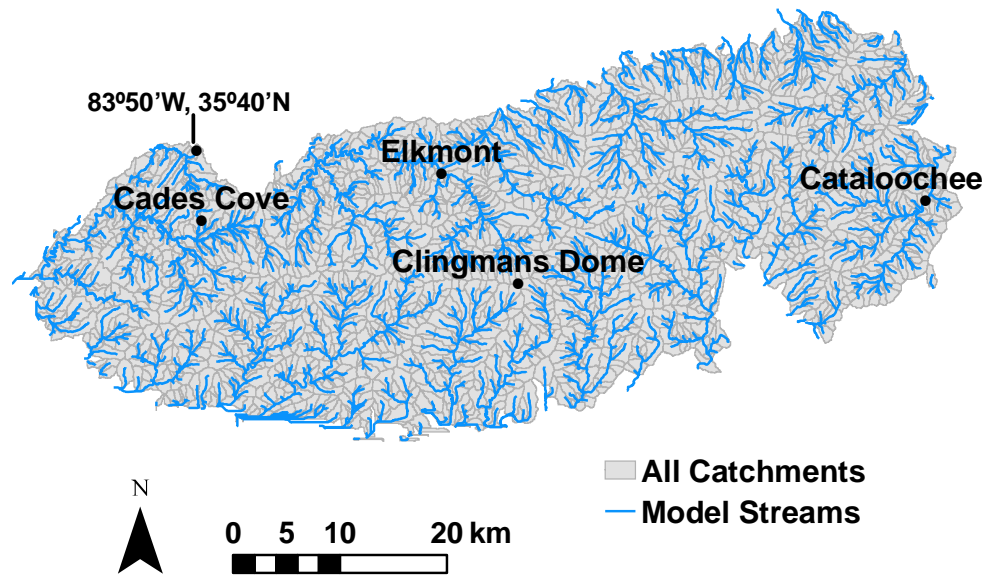 83º50’W, 35º40’N
Elkmont
Cataloochee
Cades Cove
Clingmans Dome
All Catchments
Model Streams
N
0 5 10 20 km